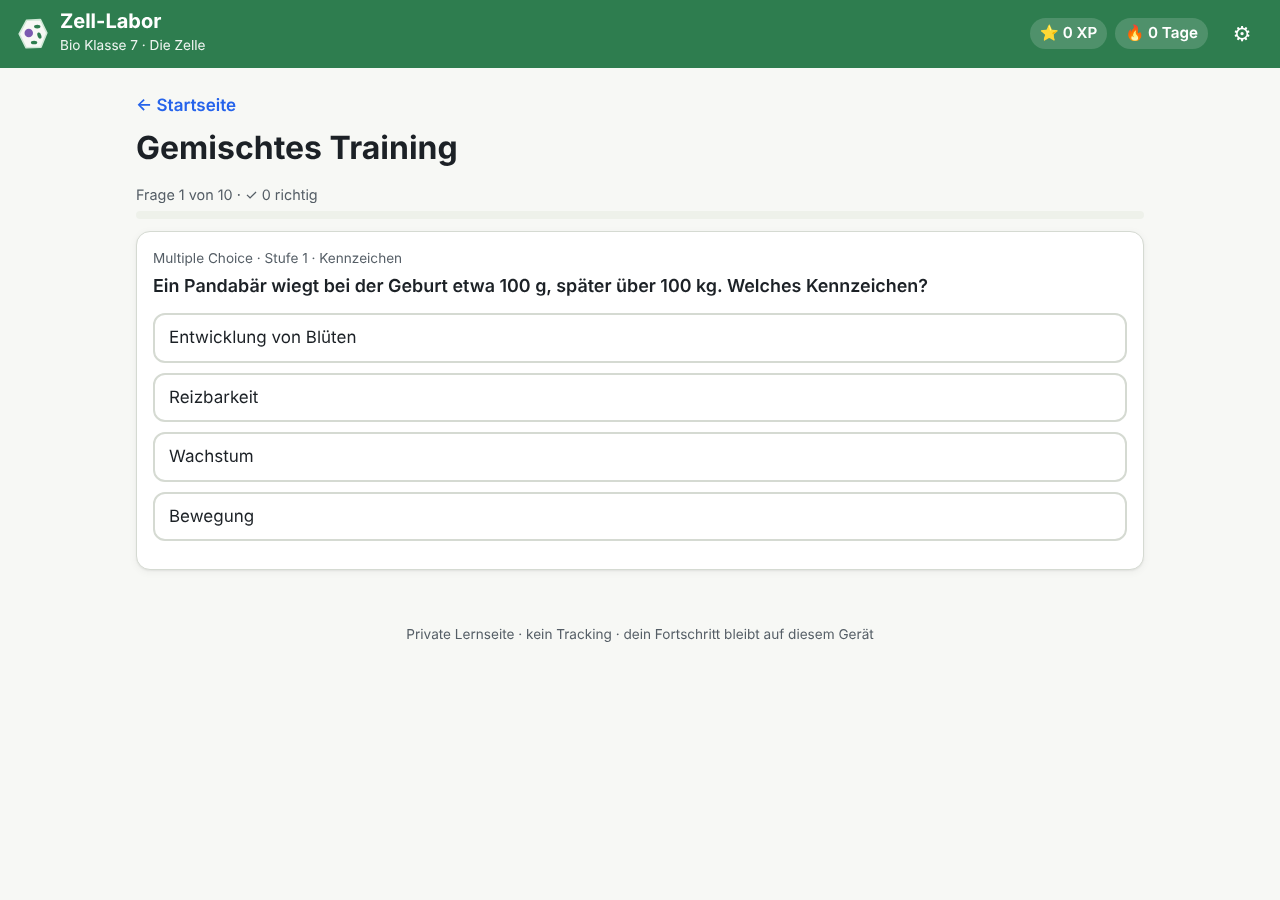 Zell-Labor
Bio Klasse 7 · Die Zelle
⭐ 0 XP
🔥 0 Tage
← Startseite
Gemischtes Training
Frage 1 von 10 · ✓ 0 richtig
Multiple Choice · Stufe 1 · Kennzeichen
Ein Pandabär wiegt bei der Geburt etwa 100 g, später über 100 kg. Welches Kennzeichen?
Entwicklung von Blüten
Reizbarkeit
Wachstum
Bewegung
Private Lernseite · kein Tracking · dein Fortschritt bleibt auf diesem Gerät